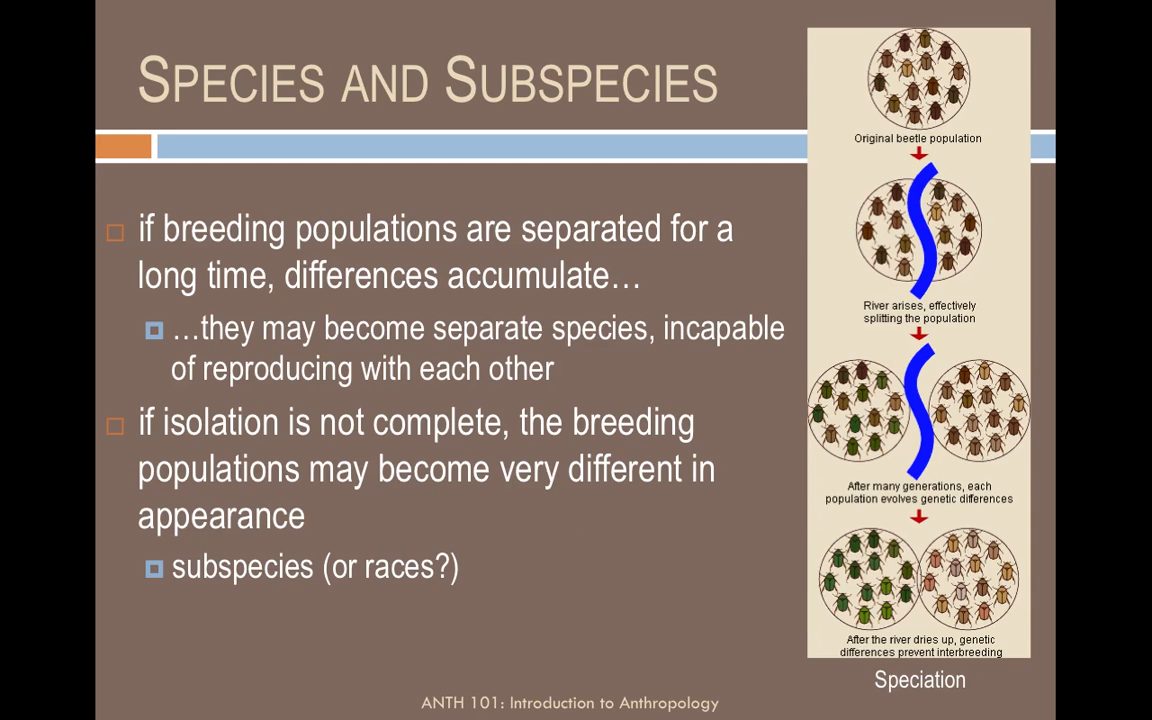 SPECIES AND SUBSPECIES
if breeding populations are separated for a
long time, differences accumulate…
…they may become separate species, incapable
of reproducing with each other
if isolation is not complete, the breeding
populations may become very different in
appearance
subspecies (or races?)
Original beetle population
River arises, effectively
splitting the population
After many generations, each
population evolves genetic differences
After the river dries up, genetic
differences prevent interbreeding
Speciation
ANTH 101: Introduction to Anthropology